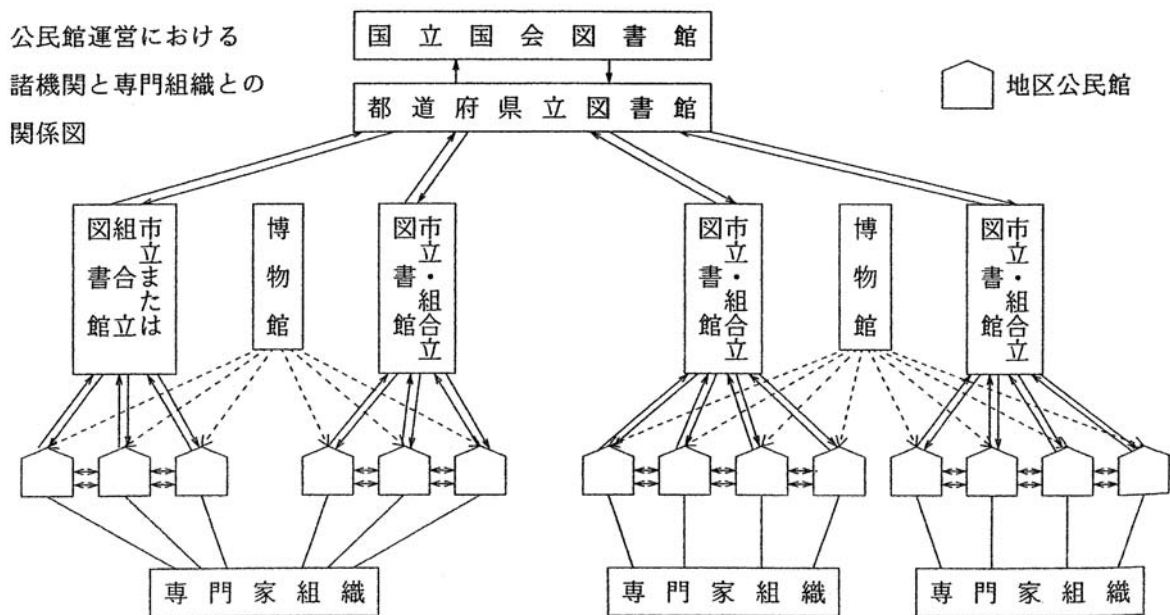 公民館運営における
諸機関と専門組織との
関係図
国立国会図書館
都道府県立図書館
地区公民館
市立または
組合立
図書館
博物館
市立・組合立
図書館
市立・組合立
図書館
博物館
市立・組合立
図書館
専門家組織
専門家組織
専門家組織